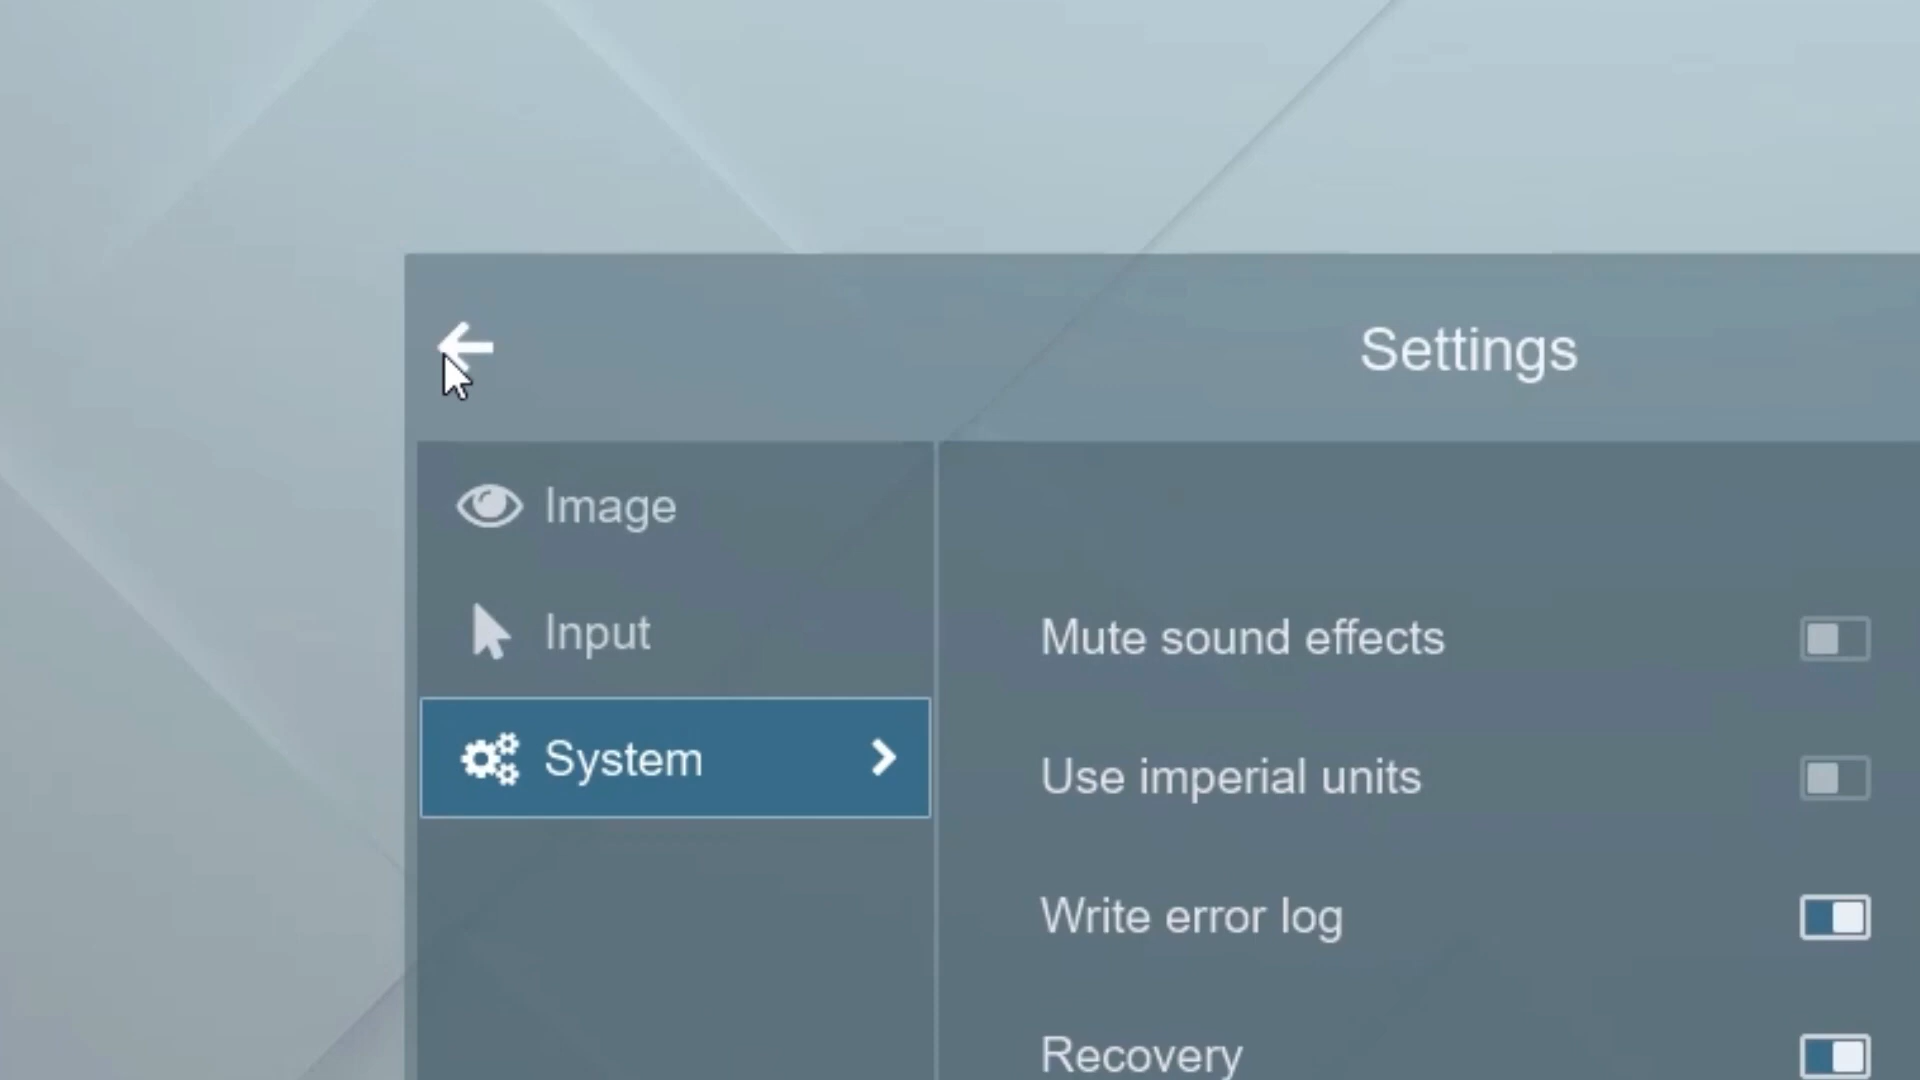 Settings
Image
Input
System
Mute sound effects
Use imperial units
Write error log
Recovery